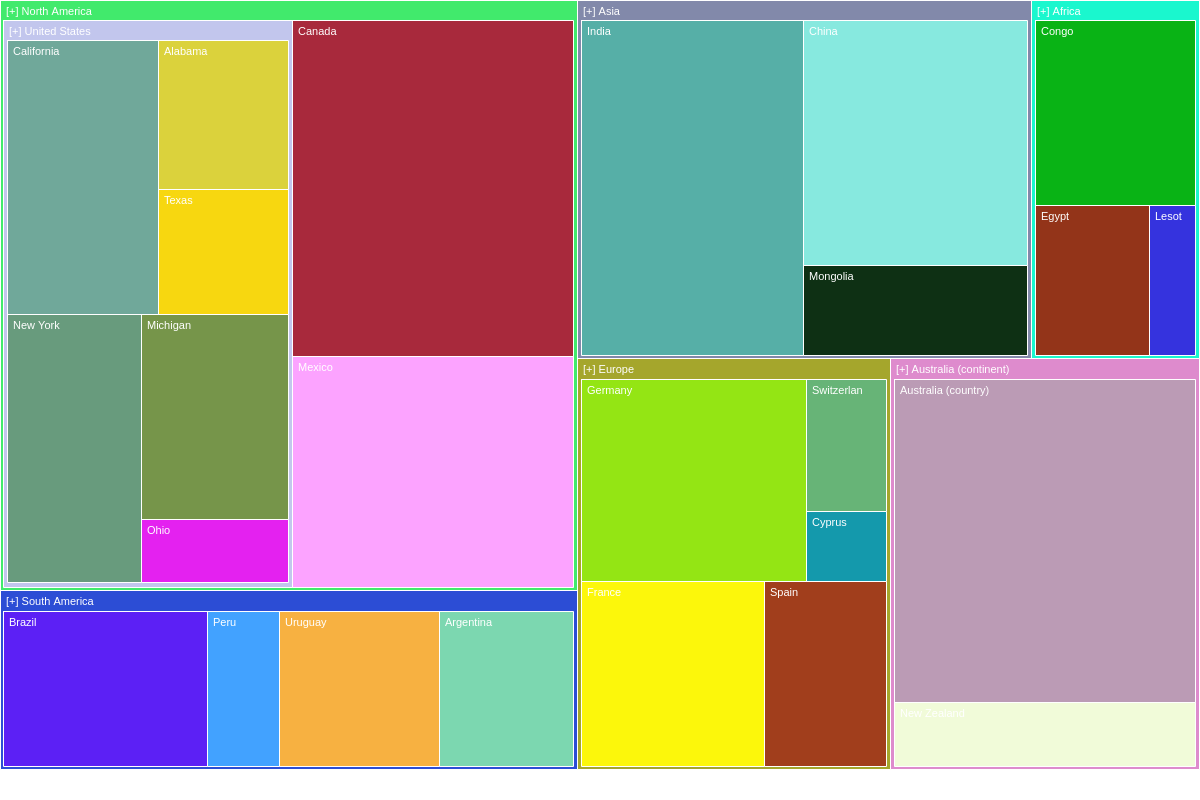 [+] North America
[+] United States
California
Alabama
Texas
New York
Michigan
Ohio
Canada
Mexico
[+] South America
Brazil
Peru
Uruguay
Argentina
[+] Asia
India
China
Mongolia
[+] Africa
Congo
Egypt
Lesot
[+] Europe
Germany
Switzerlan
Cyprus
France
Spain
[+] Australia (continent)
Australia (country)
New Zealand